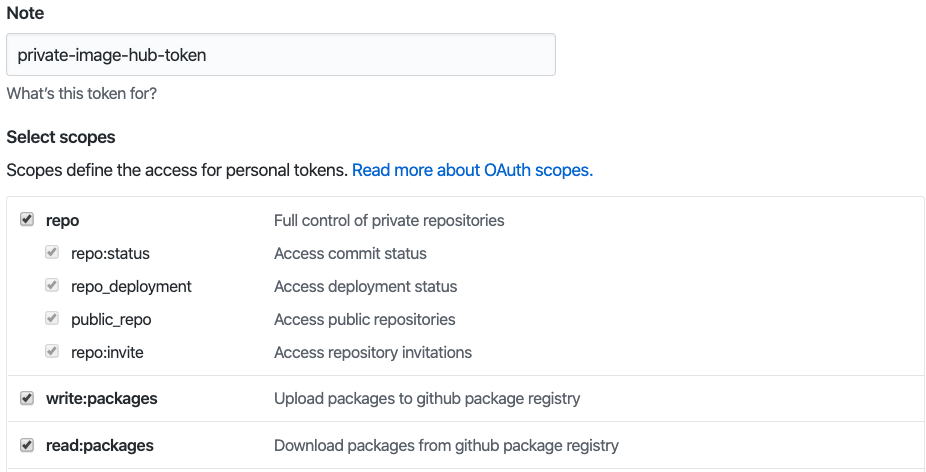 Note
private-image-hub-token
What's this token for?
Select scopes
Scopes define the access for personal tokens. Read more about OAuth scopes.
repo Full control of private repositories
repo:status Access commit status
repo_deployment Access deployment status
public_repo Access public repositories
repo:invite Access repository invitations
write:packages Upload packages to github package registry
read:packages Download packages from github package registry